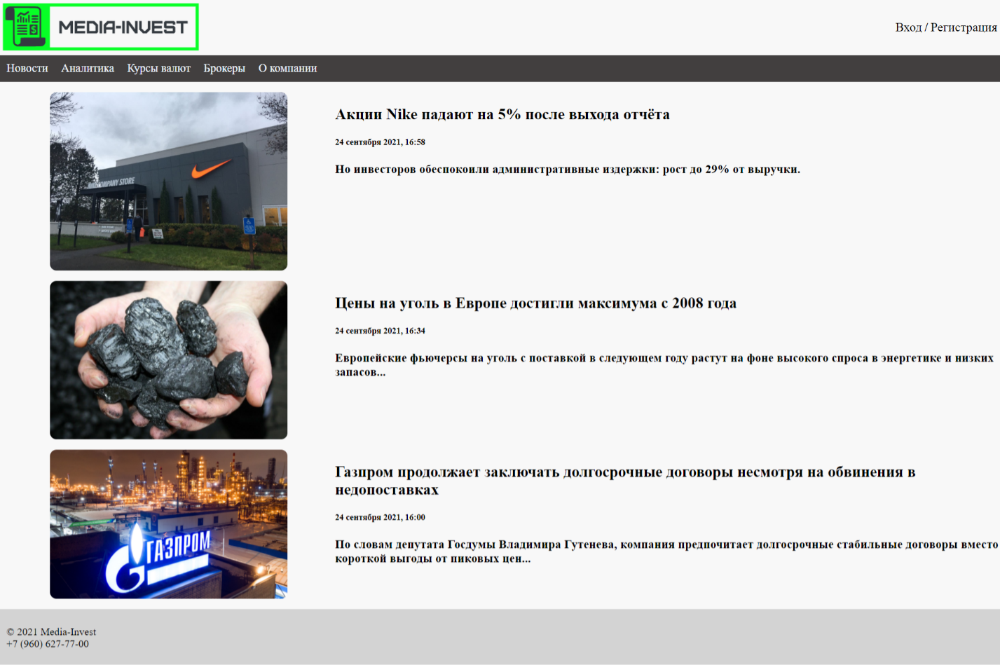 MEDIA-INVEST
Вход / Регистрация
Новости Аналитика Курсы валют Брокеры О компании
COMPANY STORE
Акции Nike падают на 5% после выхода отчёта
24 сентября 2021, 16:58
Но инвесторов обеспокоили административные издержки: рост до 29% от выручки.
Цены на уголь в Европе достигли максимума с 2008 года
24 сентября 2021, 16:34
Европейские фьючерсы на уголь с поставкой в следующем году растут на фоне высокого спроса в энергетике и низких
запасов...
ГАЗПРОМ
Газпром продолжает заключать долгосрочные договоры несмотря на обвинения в
недопоставках
24 сентября 2021, 16:00
По словам депутата Госдумы Владимира Гутенева, компания предпочитает долгосрочные стабильные договоры вместо
короткой выгоды от пиковых цен...
© 2021 Media-Invest
+7 (960) 627-77-00